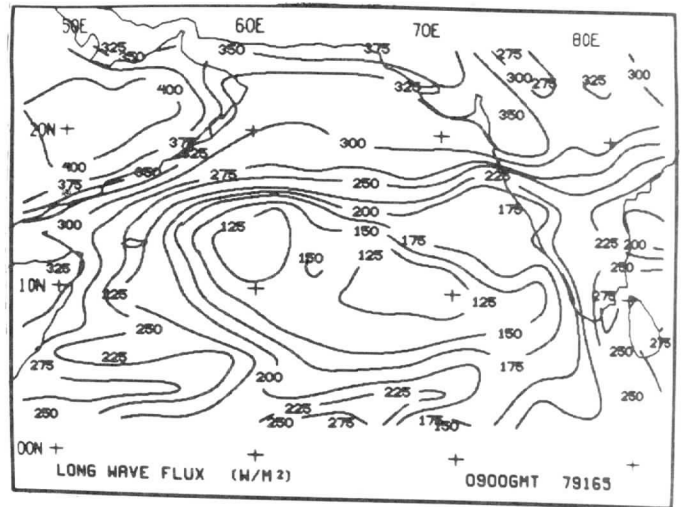 50E 60E 70E 80E
325 350 350 375 275 300 275 325 300
400 325 350
20N 375 325 300
400 375 350 275 250 225
300 200 175
125 150 175 225 200
325 150 125 250
10N 225 125 275
250 150 275
225 175 250
275 200 225 250
250 225 250 275 175 150
00N
LONG WAVE FLUX (W/M²) 0900GMT 79165